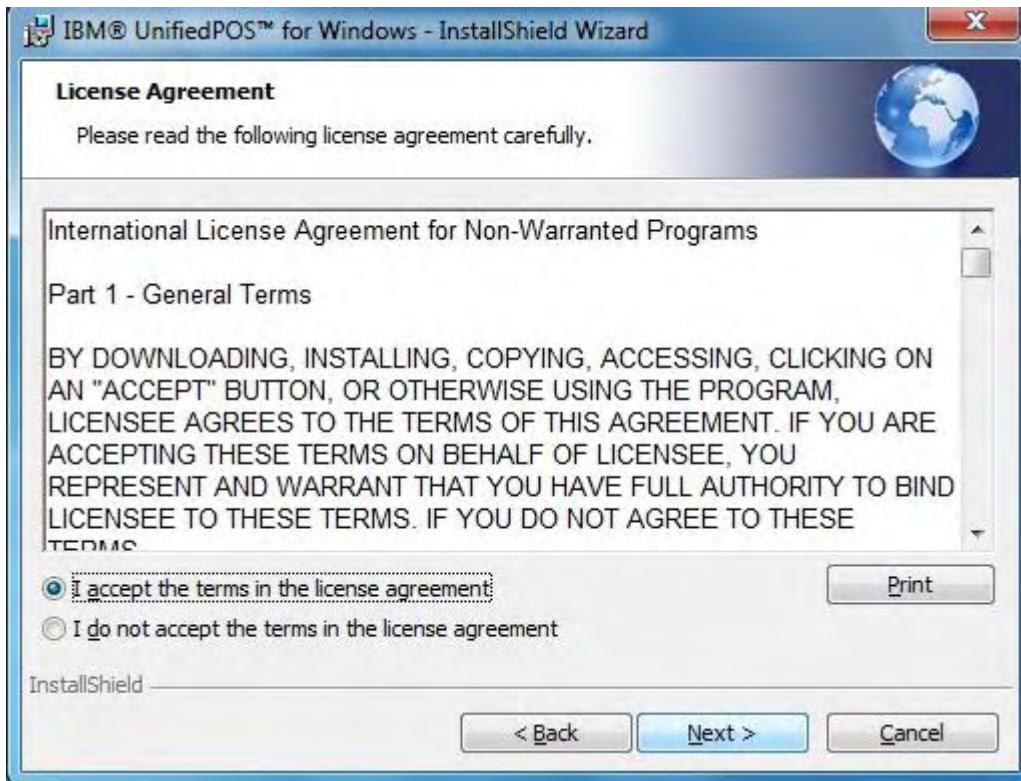 IBM® UnifiedPOS™ for Windows - InstallShield Wizard
License Agreement
Please read the following license agreement carefully.
International License Agreement for Non-Warranted Programs
Part 1 - General Terms
BY DOWNLOADING, INSTALLING, COPYING, ACCESSING, CLICKING ON
AN "ACCEPT" BUTTON, OR OTHERWISE USING THE PROGRAM,
LICENSEE AGREES TO THE TERMS OF THIS AGREEMENT. IF YOU ARE
ACCEPTING THESE TERMS ON BEHALF OF LICENSEE, YOU
REPRESENT AND WARRANT THAT YOU HAVE FULL AUTHORITY TO BIND
LICENSEE TO THESE TERMS. IF YOU DO NOT AGREE TO THESE
TERMS
I accept the terms in the license agreement
Print
I do not accept the terms in the license agreement
InstallShield
< Back
Next >
Cancel